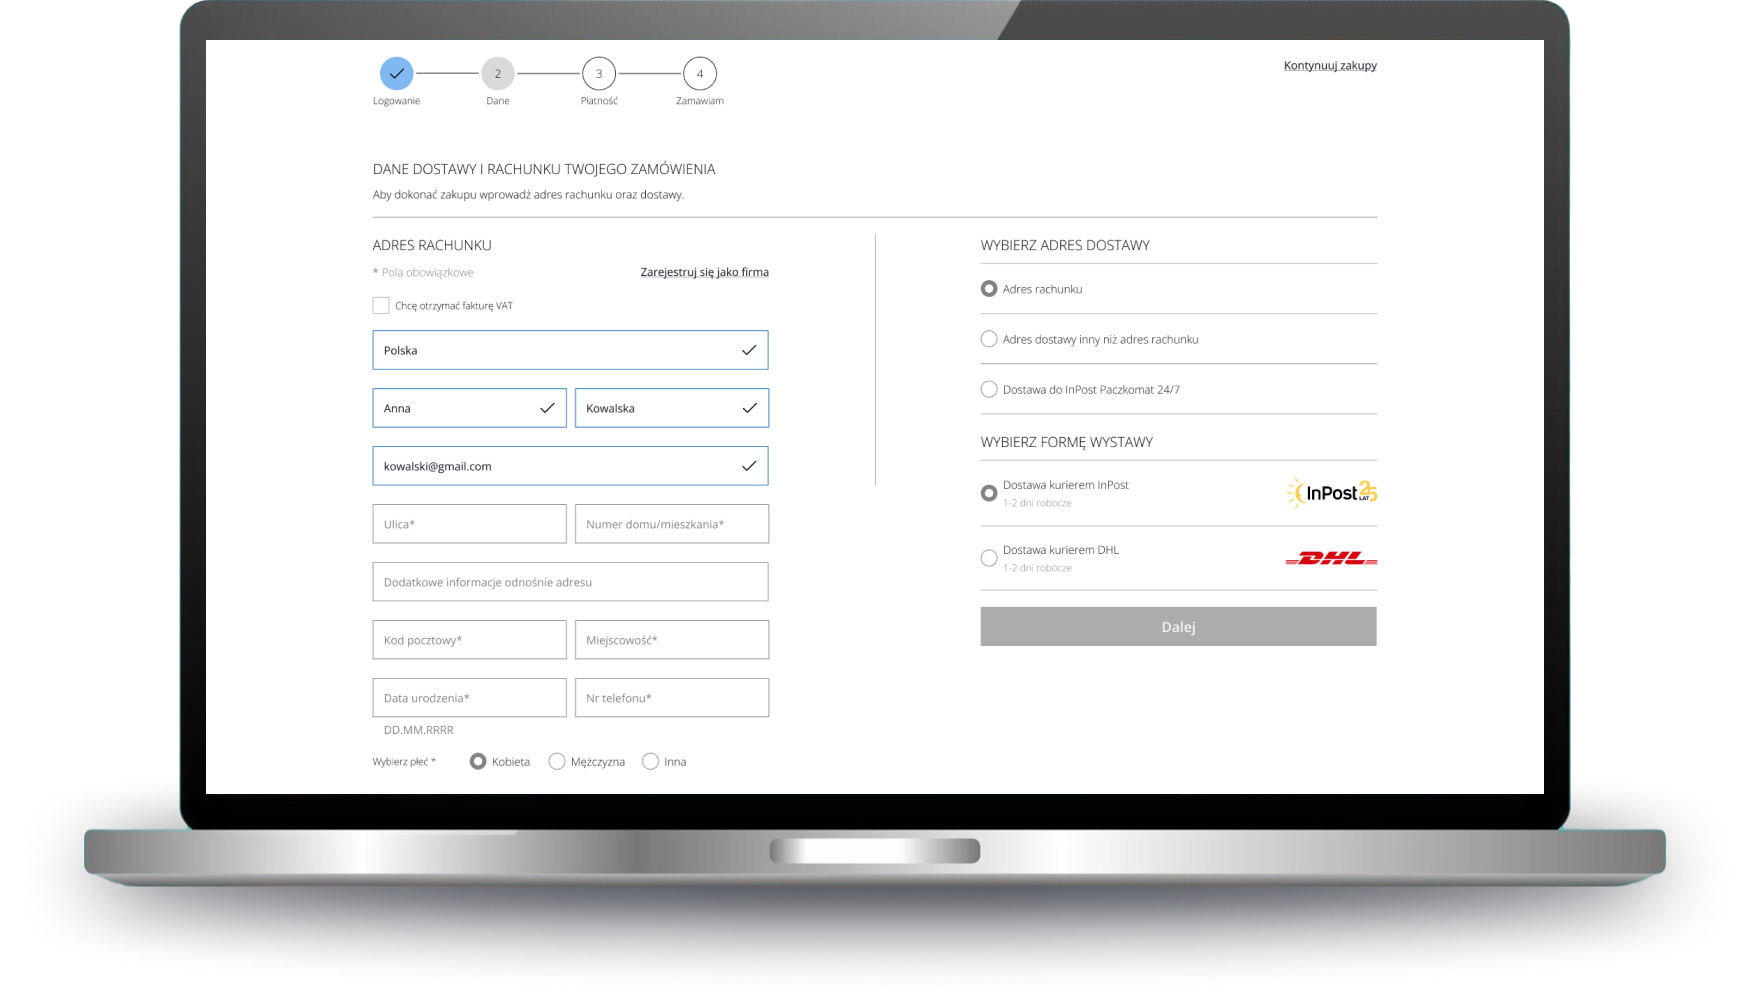 2
3
4
Logowanie
Dane
Płatność
Zamawiam
Kontynuuj zakupy
DANE DOSTAWY I RACHUNKU TWOJEGO ZAMÓWIENIA
Aby dokonać zakupu wprowadź adres rachunku oraz dostawy.
ADRES RACHUNKU
* Pola obowiązkowe
Zarejestruj się jako firma
Chcę otrzymać fakturę VAT
Polska
Anna
Kowalska
kowalski@gmail.com
Ulica*
Numer domu/mieszkania*
Dodatkowe informacje odnośnie adresu
Kod pocztowy*
Miejscowość*
Data urodzenia*
Nr telefonu*
DD.MM.RRRR
Wybierz płeć *
Kobieta
Mężczyzna
Inna
WYBIERZ ADRES DOSTAWY
Adres rachunku
Adres dostawy inny niż adres rachunku
Dostawa do InPost Paczkomat 24/7
WYBIERZ FORMĘ WYSTAWY
Dostawa kurierem InPost
1-2 dni robocze
InPost 25 LAT
Dostawa kurierem DHL
1-2 dni robocze
DHL
Dalej